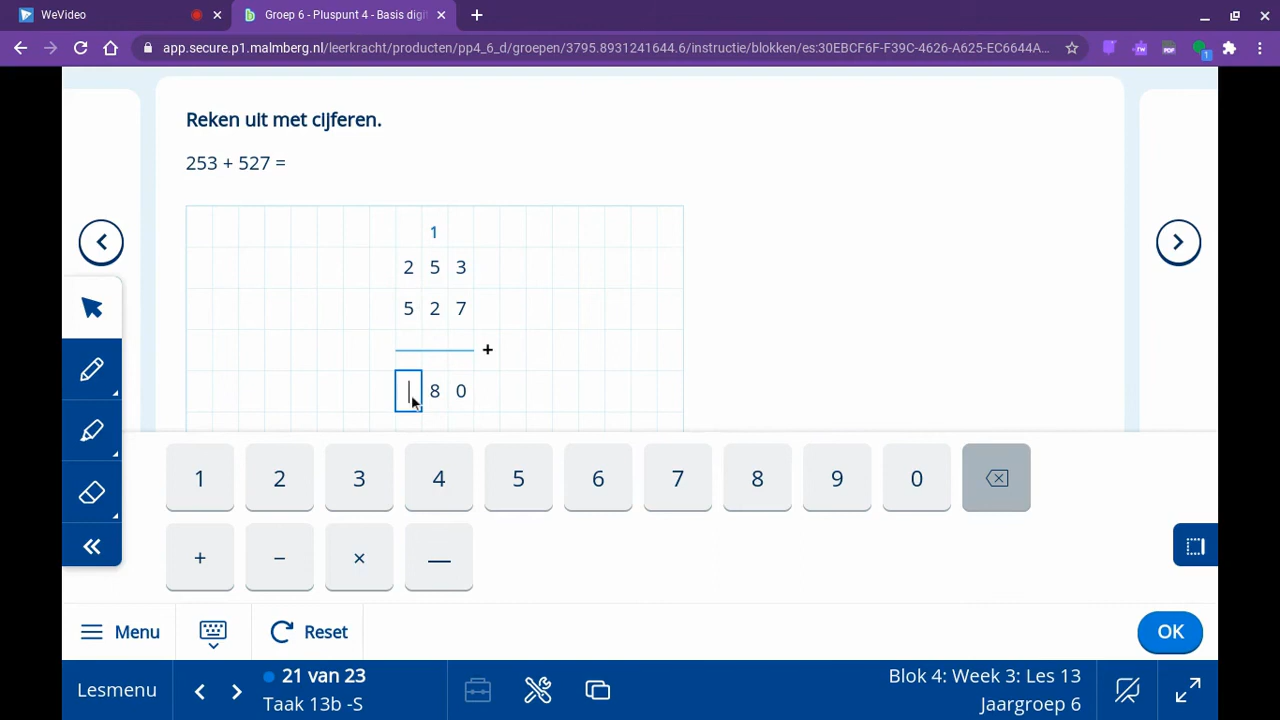 WeVideo
Groep 6 - Pluspunt 4 - Basis digi
app.secure.p1.malmberg.nl/leerkracht/producten/pp4_6_d/groepen/3795.8931241644.6/instructie/blokken/es:30EBCF6F-F39C-4626-A625-EC6644A...
Reken uit met cijferen.
253 + 527 =
1
2 5 3
5 2 7
+
8 0
1 2 3 4 5 6 7 8 9 0
+ − × —
Menu
Reset
OK
Lesmenu
21 van 23
Taak 13b -S
Blok 4: Week 3: Les 13
Jaargroep 6